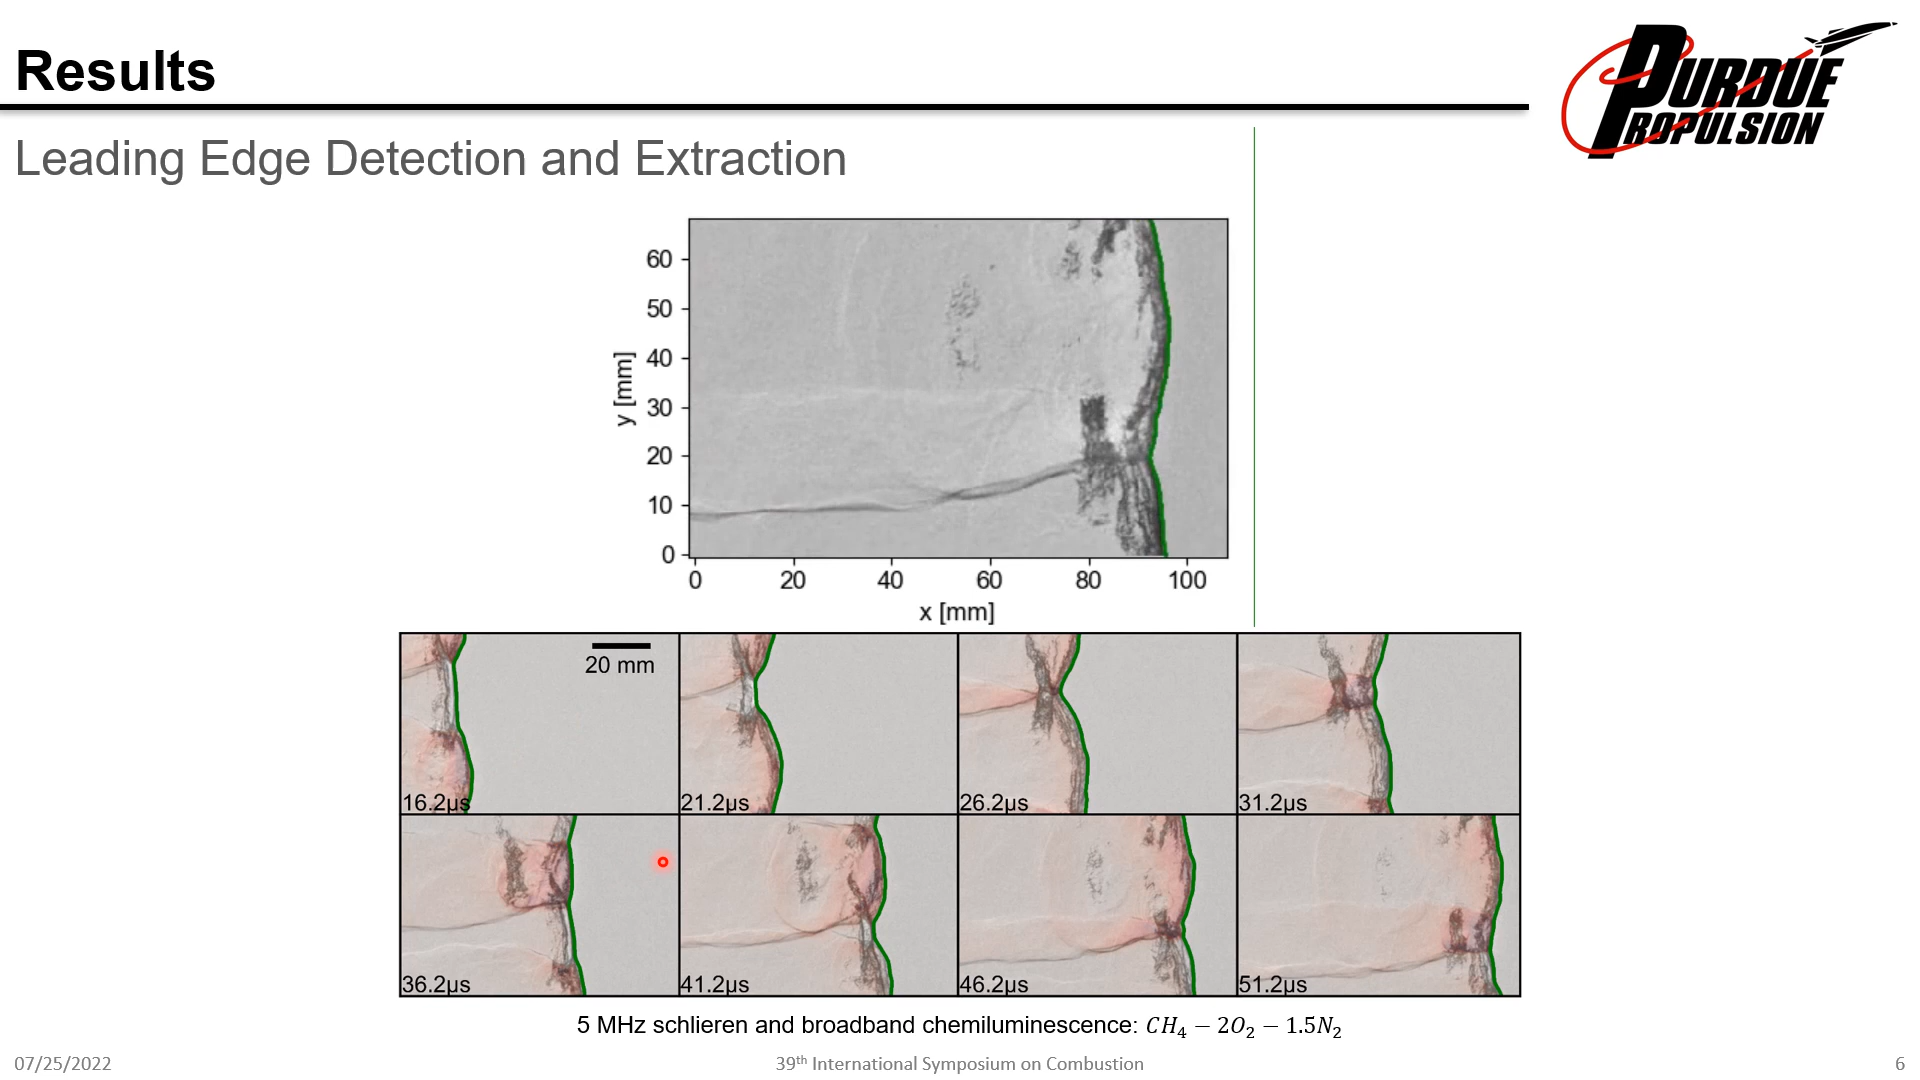 Results
PURDUE
PROPULSION
Leading Edge Detection and Extraction
60
50
40
30
20
10
0
y [mm]
0 20 40 60 80 100
x [mm]
20 mm
16.2µs 21.2µs 26.2µs 31.2µs
36.2µs 41.2µs 46.2µs 51.2µs
5 MHz schlieren and broadband chemiluminescence: CH₄ − 2O₂ − 1.5N₂
07/25/2022 39th International Symposium on Combustion 6